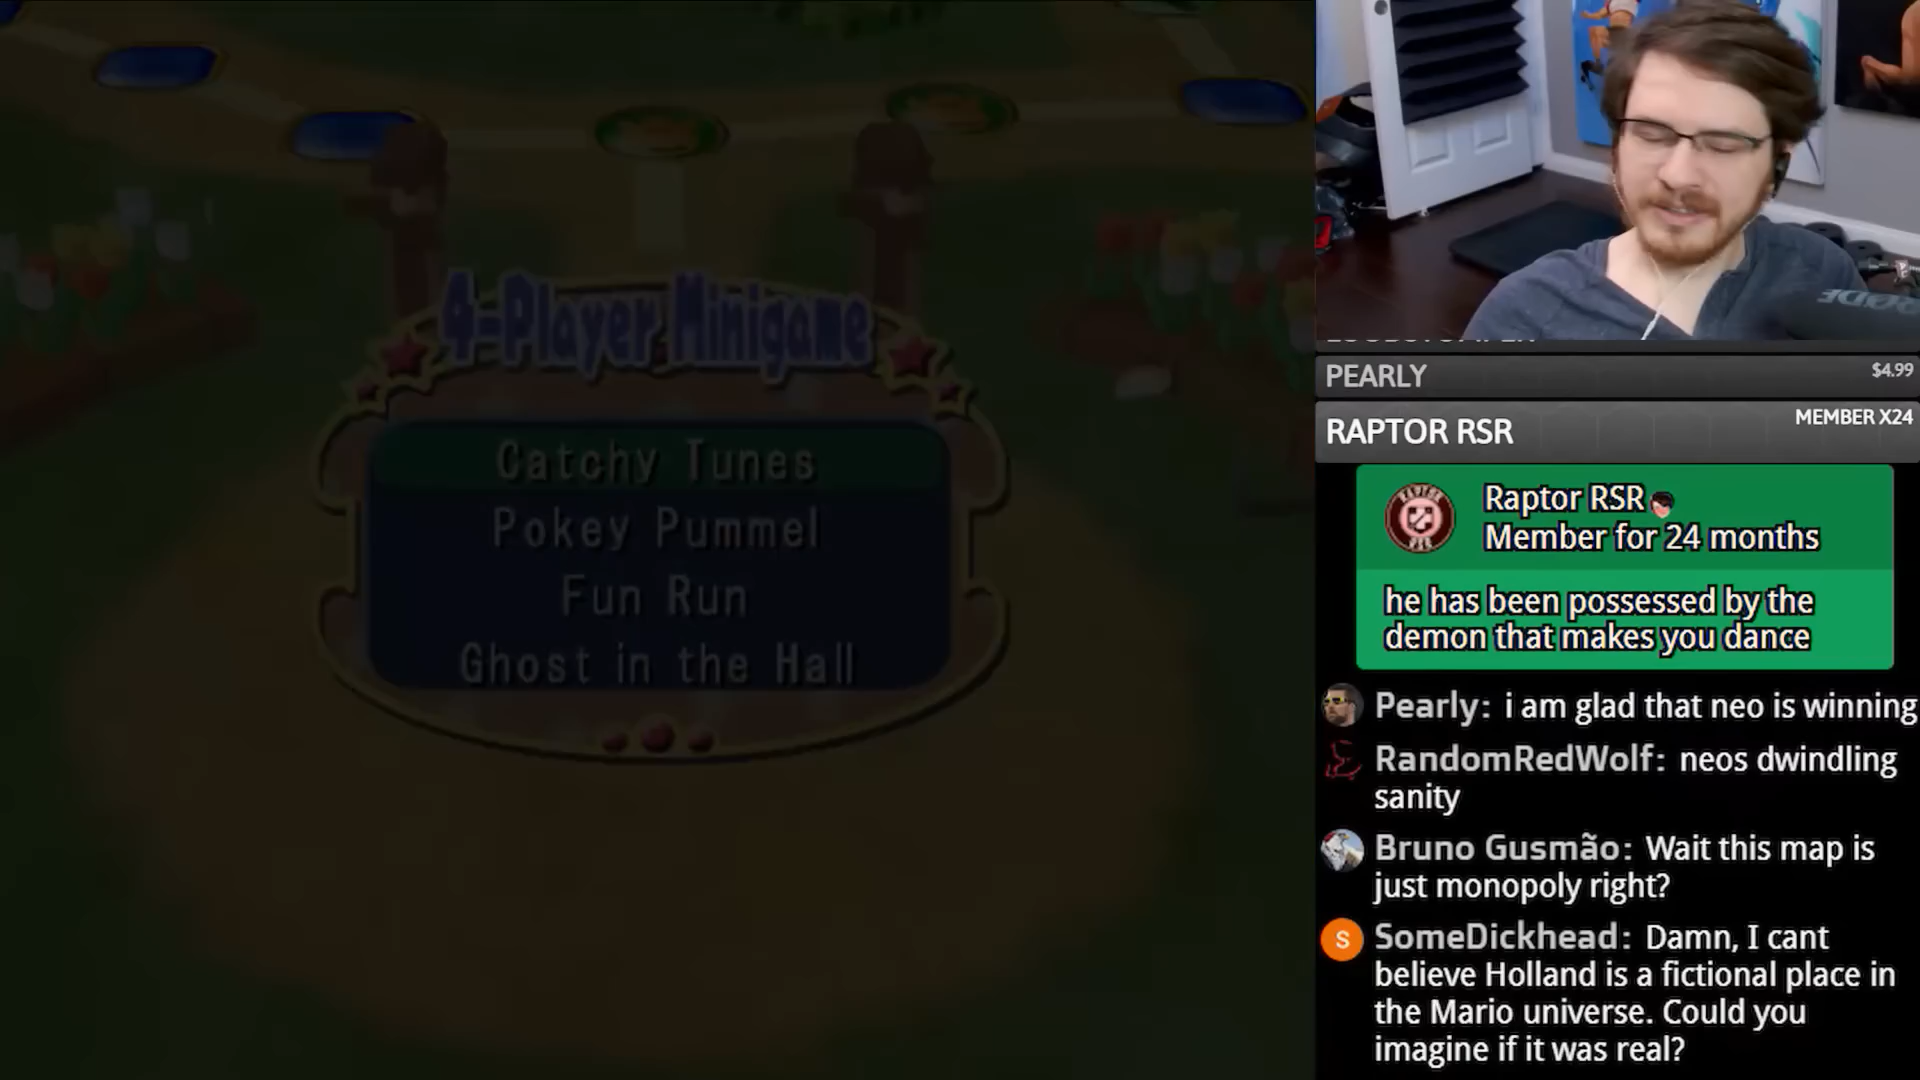 4-Player Minigame
Catchy Tunes
Pokey Pummel
Fun Run
Ghost in the Hall
RØDE
PEARLY
$4.99
RAPTOR RSR
MEMBER X24
RAPTOR
RSR
Raptor RSR
Member for 24 months
he has been possessed by the
demon that makes you dance
Pearly: i am glad that neo is winning
RandomRedWolf: neos dwindling
sanity
Bruno Gusmão: Wait this map is
just monopoly right?
S
SomeDickhead: Damn, I cant
believe Holland is a fictional place in
the Mario universe. Could you
imagine if it was real?